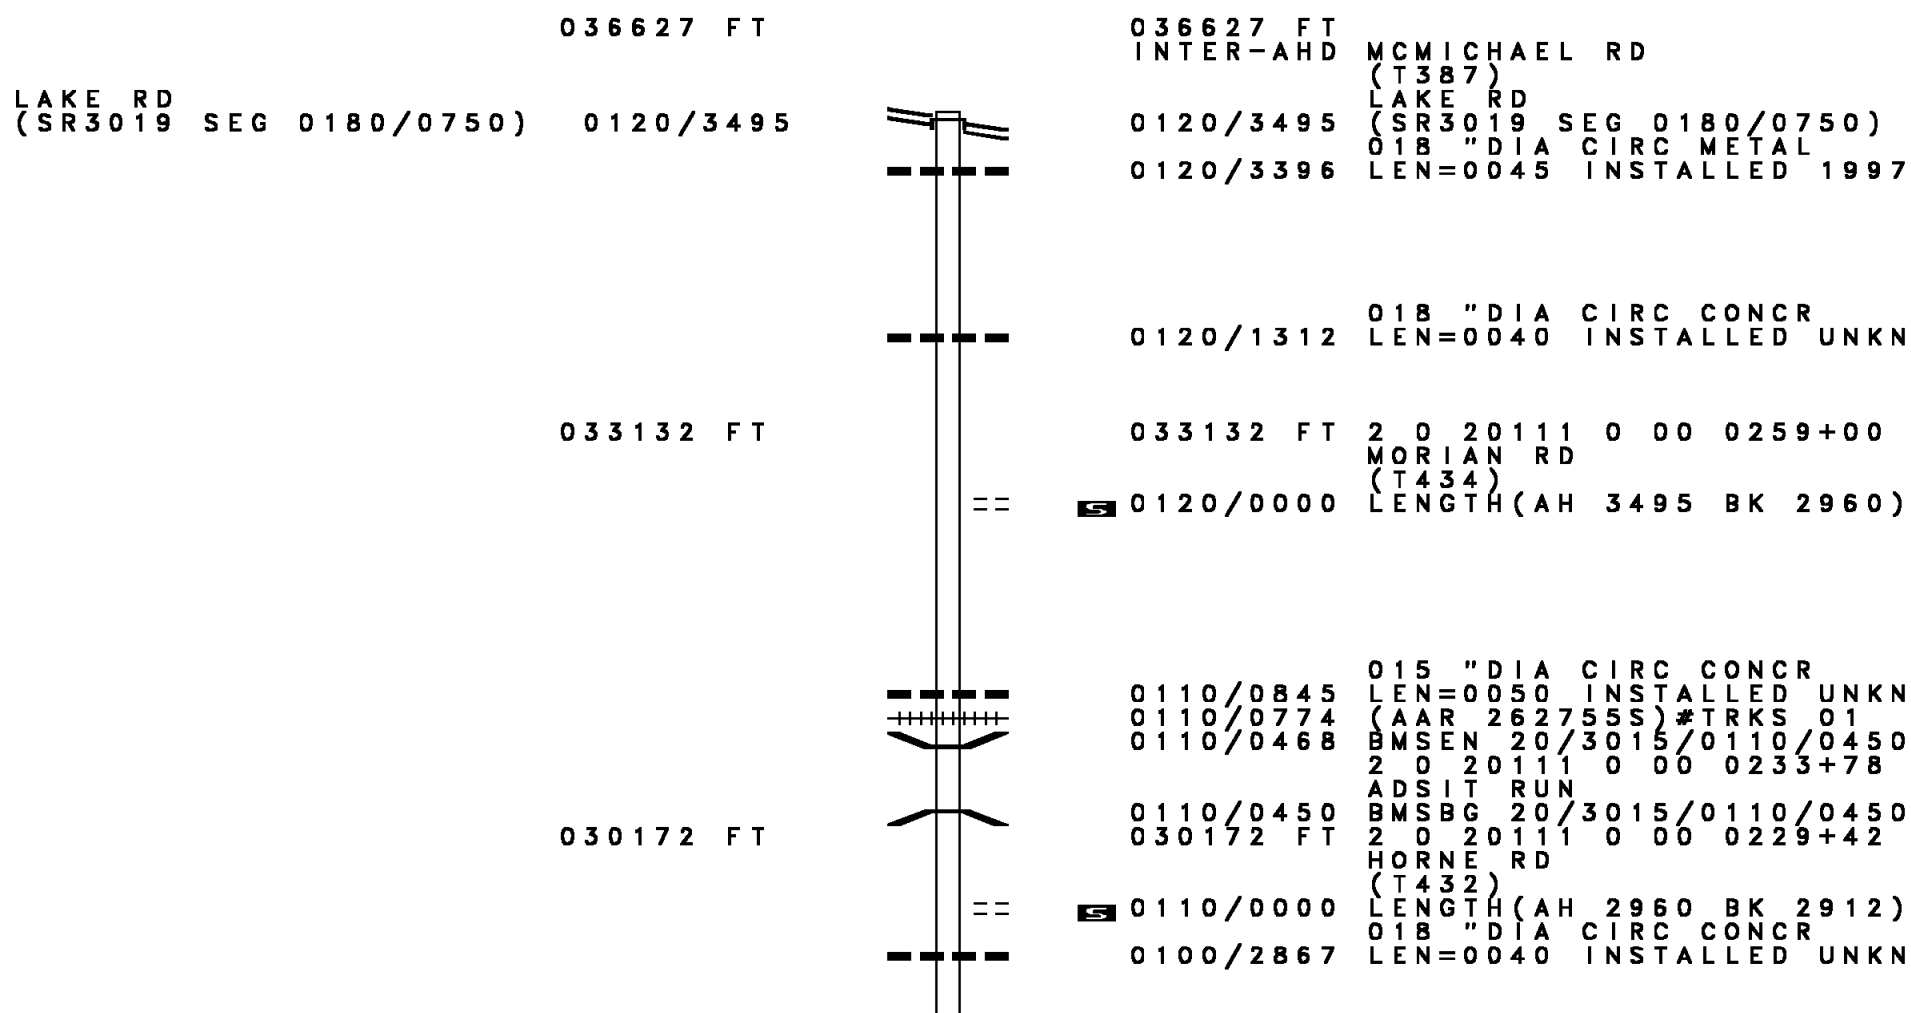 036627 FT 036627 FT
INTER-AHD MCMICHAEL RD
(T387)
LAKE RD LAKE RD
(SR3019 SEG 0180/0750) 0120/3495 0120/3495 (SR3019 SEG 0180/0750)
018 "DIA CIRC METAL
0120/3396 LEN=0045 INSTALLED 1997
018 "DIA CIRC CONCR
0120/1312 LEN=0040 INSTALLED UNKN
033132 FT 033132 FT 2 0 20111 0 00 0259+00
MORIAN RD
(T434)
S 0120/0000 LENGTH(AH 3495 BK 2960)
015 "DIA CIRC CONCR
0110/0845 LEN=0050 INSTALLED UNKN
0110/0774 (AAR 262755S)#TRKS 01
0110/0468 BMSEN 20/3015/0110/0450
2 0 20111 0 00 0233+78
ADSIT RUN
0110/0450 BMSBG 20/3015/0110/0450
030172 FT 030172 FT 2 0 20111 0 00 0229+42
HORNE RD
(T432)
S 0110/0000 LENGTH(AH 2960 BK 2912)
018 "DIA CIRC CONCR
0100/2867 LEN=0040 INSTALLED UNKN